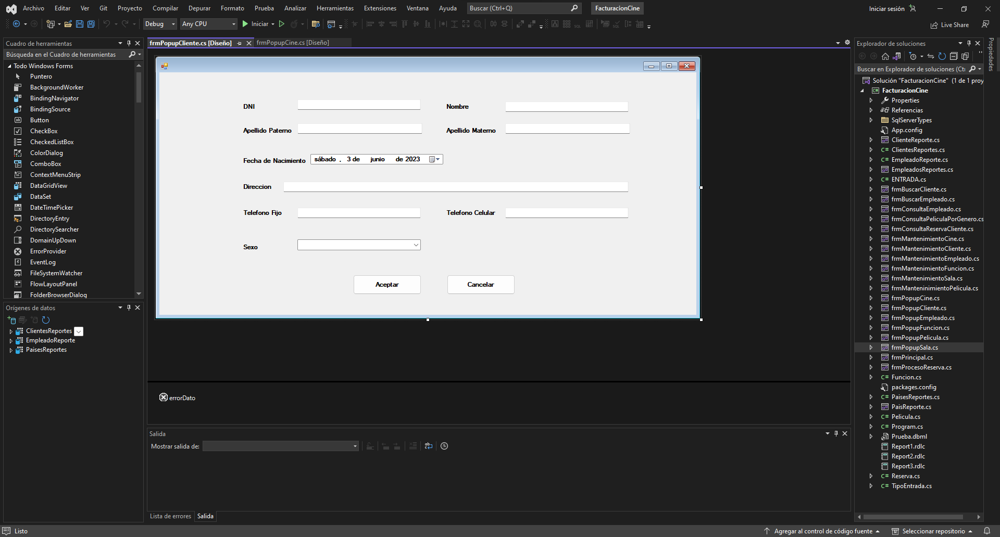 Archivo Editar Ver Git Proyecto Compilar Depurar Formato Prueba Analizar Herramientas Extensiones Ventana Ayuda Buscar (Ctrl+Q) FacturacionCine Iniciar sesión
Debug Any CPU Iniciar Live Share
Cuadro de herramientas
Búsqueda en el Cuadro de herramientas
Todo Windows Forms
Puntero
BackgroundWorker
BindingNavigator
BindingSource
Button
CheckBox
CheckedListBox
ColorDialog
ComboBox
ContextMenuStrip
DataGridView
DataSet
DateTimePicker
DirectoryEntry
DirectorySearcher
DomainUpDown
ErrorProvider
EventLog
FileSystemWatcher
FlowLayoutPanel
FolderBrowserDialog
Orígenes de datos
ClientesReportes
EmpleadoReporte
PaisesReportes
frmPopupCliente.cs [Diseño] frmPopupCine.cs [Diseño]
DNI Nombre
Apellido Paterno Apellido Materno
Fecha de Nacimiento sábado . 3 de junio de 2023
Direccion
Telefono Fijo Telefono Celular
Sexo
Aceptar Cancelar
errorDato
Salida
Mostrar salida de:
Lista de errores Salida
Explorador de soluciones
Buscar en Explorador de soluciones (Ctr
Solución "FacturacionCine" (1 de 1 proy
FacturacionCine
Properties
Referencias
SqlServerTypes
App.config
ClienteReporte.cs
ClientesReportes.cs
EmpleadoReporte.cs
EmpleadosReportes.cs
ENTRADA.cs
frmBuscarCliente.cs
frmBuscarEmpleado.cs
frmConsultaEmpleado.cs
frmConsultaPeliculaPorGenero.cs
frmConsultaReservaCliente.cs
frmMantenimientoCine.cs
frmMantenimientoCliente.cs
frmMantenimientoEmpleado.cs
frmMantenimientoFuncion.cs
frmMantenimientoSala.cs
frmManteninimientoPelicula.cs
frmPopupCine.cs
frmPopupCliente.cs
frmPopupEmpleado.cs
frmPopupFuncion.cs
frmPopupPelicula.cs
frmPopupSala.cs
frmPrincipal.cs
frmProcesoReserva.cs
Funcion.cs
packages.config
PaisesReportes.cs
PaisReporte.cs
Pelicula.cs
Program.cs
Prueba.dbml
Report1.rdlc
Report2.rdlc
Report3.rdlc
Reserva.cs
TipoEntrada.cs
Propiedades
Listo Agregar al control de código fuente Seleccionar repositorio